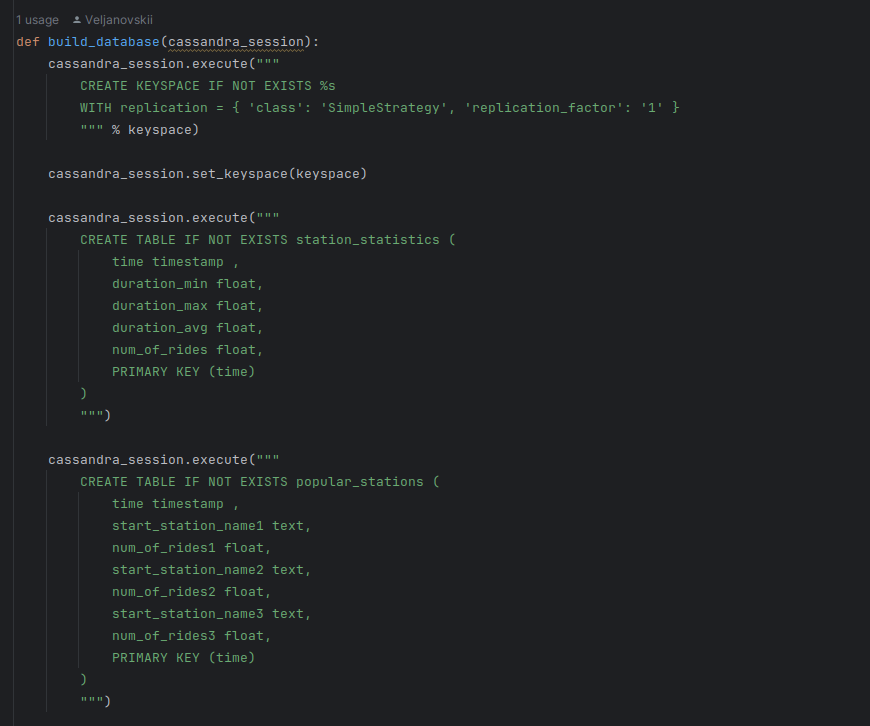 1 usage Veljanovskii
def build_database(cassandra_session):
    cassandra_session.execute("""
        CREATE KEYSPACE IF NOT EXISTS %s
        WITH replication = { 'class': 'SimpleStrategy', 'replication_factor': '1' }
        """ % keyspace)

    cassandra_session.set_keyspace(keyspace)

    cassandra_session.execute("""
        CREATE TABLE IF NOT EXISTS station_statistics (
            time timestamp ,
            duration_min float,
            duration_max float,
            duration_avg float,
            num_of_rides float,
            PRIMARY KEY (time)
        )
        """)

    cassandra_session.execute("""
        CREATE TABLE IF NOT EXISTS popular_stations (
            time timestamp ,
            start_station_name1 text,
            num_of_rides1 float,
            start_station_name2 text,
            num_of_rides2 float,
            start_station_name3 text,
            num_of_rides3 float,
            PRIMARY KEY (time)
        )
        """)